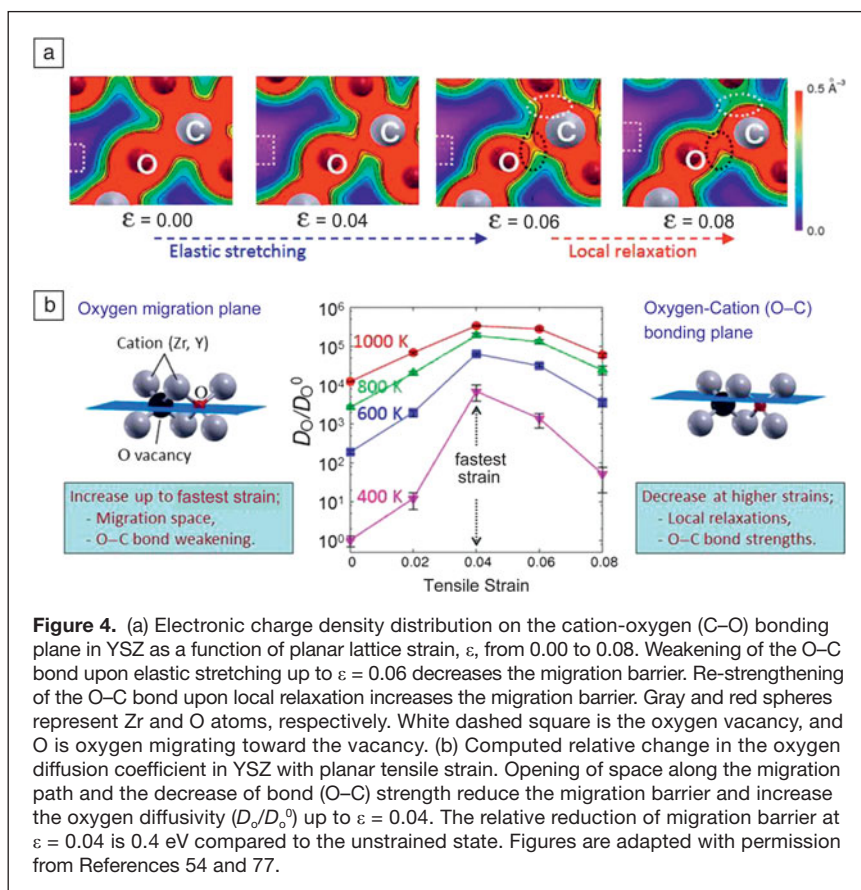 a
0.5 Å⁻³
C
C
C
C
O
O
O
O
0.0
ε = 0.00
ε = 0.04
ε = 0.06
ε = 0.08
Elastic stretching
Local relaxation
b
Oxygen migration plane
Cation (Zr, Y)
O
O vacancy
Increase up to fastest strain;
- Migration space,
- O–C bond weakening.
D_O/D_O⁰
10⁶
10⁵
10⁴
10³
10²
10¹
10⁰
1000 K
800 K
600 K
400 K
fastest
strain
0
0.02
0.04
0.06
0.08
Tensile Strain
Oxygen-Cation (O–C)
bonding plane
Decrease at higher strains;
- Local relaxations,
- O–C bond strengths.
Figure 4. (a) Electronic charge density distribution on the cation-oxygen (C–O) bonding
plane in YSZ as a function of planar lattice strain, ε, from 0.00 to 0.08. Weakening of the O–C
bond upon elastic stretching up to ε = 0.06 decreases the migration barrier. Re-strengthening
of the O–C bond upon local relaxation increases the migration barrier. Gray and red spheres
represent Zr and O atoms, respectively. White dashed square is the oxygen vacancy, and
O is oxygen migrating toward the vacancy. (b) Computed relative change in the oxygen
diffusion coefficient in YSZ with planar tensile strain. Opening of space along the migration
path and the decrease of bond (O–C) strength reduce the migration barrier and increase
the oxygen diffusivity (D_o/D_o⁰) up to ε = 0.04. The relative reduction of migration barrier at
ε = 0.04 is 0.4 eV compared to the unstrained state. Figures are adapted with permission
from References 54 and 77.